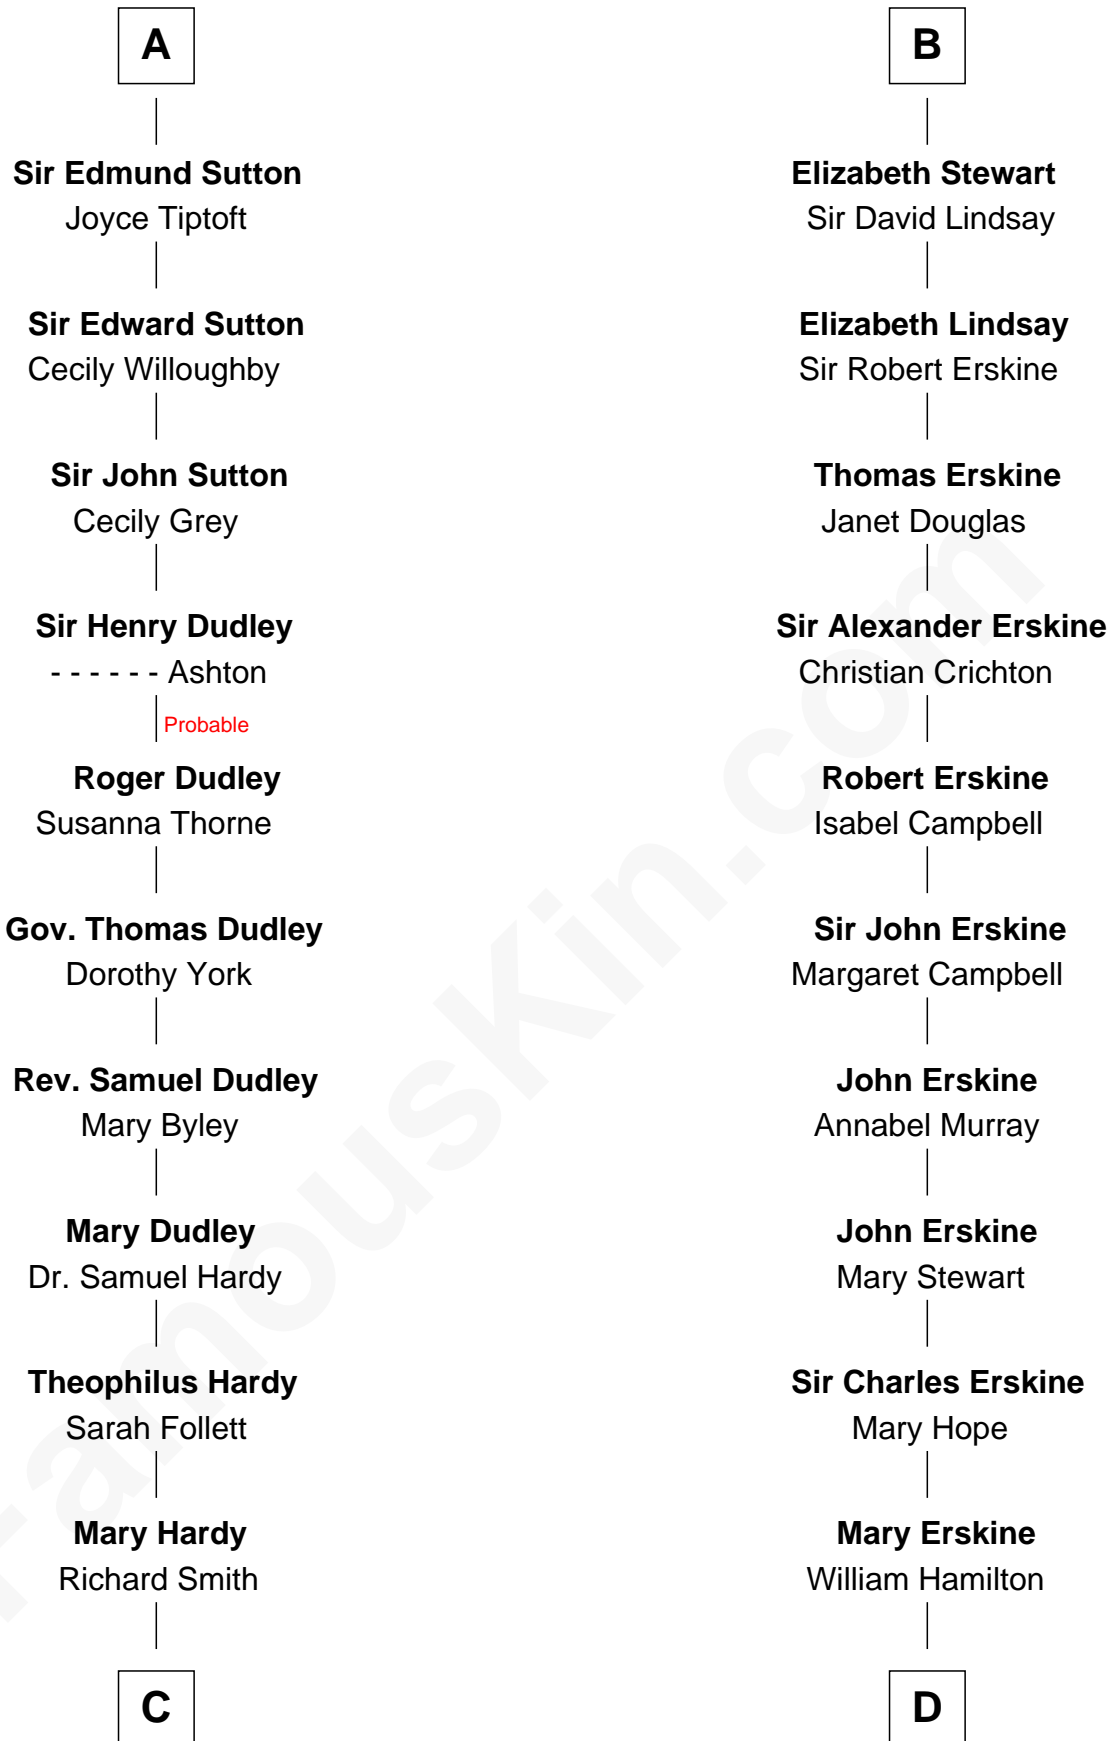 A
Sir Edmund Sutton
Joyce Tiptoft
Sir Edward Sutton
Cecily Willoughby
Sir John Sutton
Cecily Grey
Sir Henry Dudley
- - - - - - Ashton
Probable
Roger Dudley
Susanna Thorne
Gov. Thomas Dudley
Dorothy York
Rev. Samuel Dudley
Mary Byley
Mary Dudley
Dr. Samuel Hardy
Theophilus Hardy
Sarah Follett
Mary Hardy
Richard Smith
C
B
Elizabeth Stewart
Sir David Lindsay
Elizabeth Lindsay
Sir Robert Erskine
Thomas Erskine
Janet Douglas
Sir Alexander Erskine
Christian Crichton
Robert Erskine
Isabel Campbell
Sir John Erskine
Margaret Campbell
John Erskine
Annabel Murray
John Erskine
Mary Stewart
Sir Charles Erskine
Mary Hope
Mary Erskine
William Hamilton
D
FamousKin.com